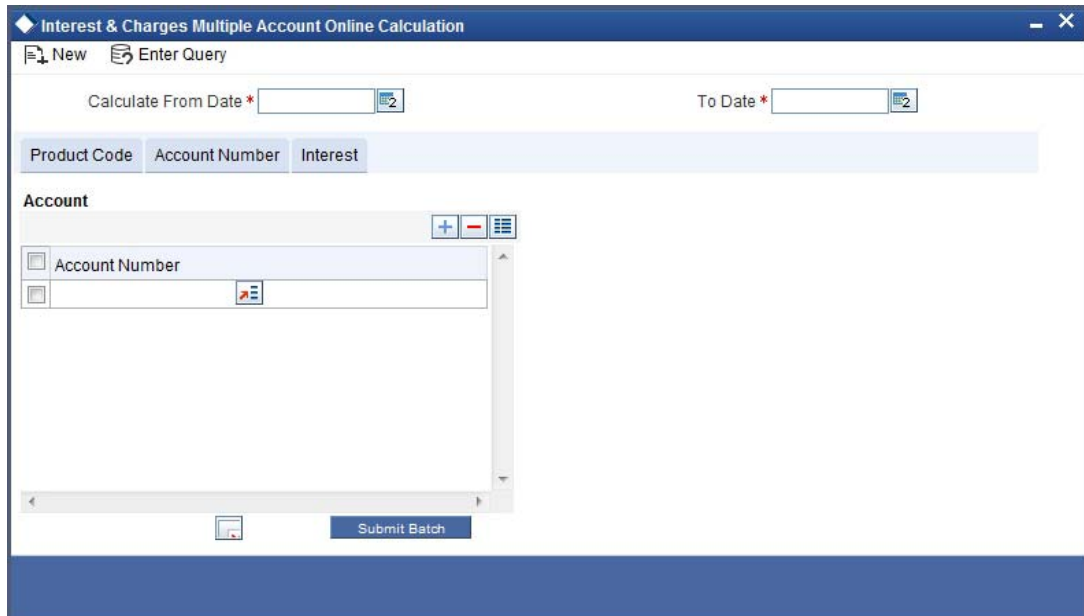 Interest & Charges Multiple Account Online Calculation
New Enter Query
Calculate From Date * To Date *
Product Code Account Number Interest
Account
Account Number
Submit Batch